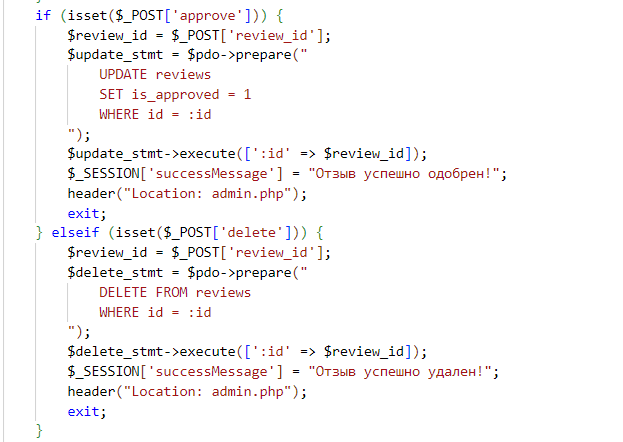 if (isset($_POST['approve'])) {
$review_id = $_POST['review_id'];
$update_stmt = $pdo->prepare("
UPDATE reviews
SET is_approved = 1
WHERE id = :id
");
$update_stmt->execute([':id' => $review_id]);
$_SESSION['successMessage'] = "Отзыв успешно одобрен!";
header("Location: admin.php");
exit;
} elseif (isset($_POST['delete'])) {
$review_id = $_POST['review_id'];
$delete_stmt = $pdo->prepare("
DELETE FROM reviews
WHERE id = :id
");
$delete_stmt->execute([':id' => $review_id]);
$_SESSION['successMessage'] = "Отзыв успешно удален!";
header("Location: admin.php");
exit;
}